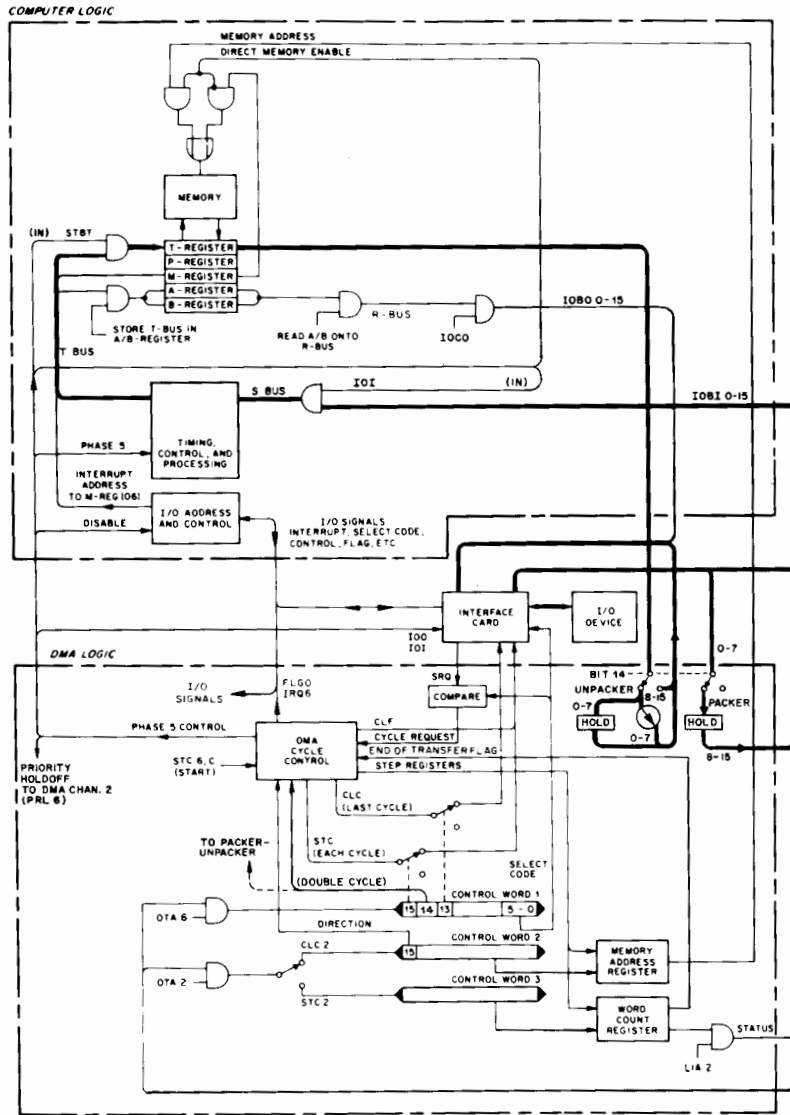 COMPUTER LOGIC
MEMORY ADDRESS
DIRECT MEMORY ENABLE
MEMORY
(IN)
STBT
T-REGISTER
P-REGISTER
M-REGISTER
A-REGISTER
B-REGISTER
STORE T-BUS IN
A/B-REGISTER
READ A/B ONTO
R-BUS
R-BUS
IOCO
IOBO 0-15
T BUS
S BUS
IOI
(IN)
IOBI 0-15
TIMING,
CONTROL, AND
PROCESSING
PHASE 5
INTERRUPT
ADDRESS
TO M-REG (06)
DISABLE
I/O ADDRESS
AND CONTROL
I/O SIGNALS
INTERRUPT, SELECT CODE,
CONTROL, FLAG, ETC
INTERFACE
CARD
I/O
DEVICE
IOO
IOI
DMA LOGIC
SRQ
COMPARE
BIT 14
UNPACKER
0-7
8-15
HOLD
0-7
0-7
PACKER
HOLD
8-15
I/O
SIGNALS
FLGO
IRQ6
PHASE 5 CONTROL
DMA
CYCLE
CONTROL
CLF
CYCLE REQUEST
END OF TRANSFER FLAG
STEP REGISTERS
PRIORITY
HOLDOFF
TO DMA CHAN. 2
(PRL 6)
STC 6,C
(START)
CLC
(LAST CYCLE)
STC
(EACH CYCLE)
TO PACKER-
UNPACKER
(DOUBLE CYCLE)
SELECT
CODE
CONTROL WORD 1
15 14 13 5 - 0
OTA 6
DIRECTION
CONTROL WORD 2
15
CLC 2
OTA 2
STC 2
CONTROL WORD 3
MEMORY
ADDRESS
REGISTER
WORD
COUNT
REGISTER
STATUS
LIA 2